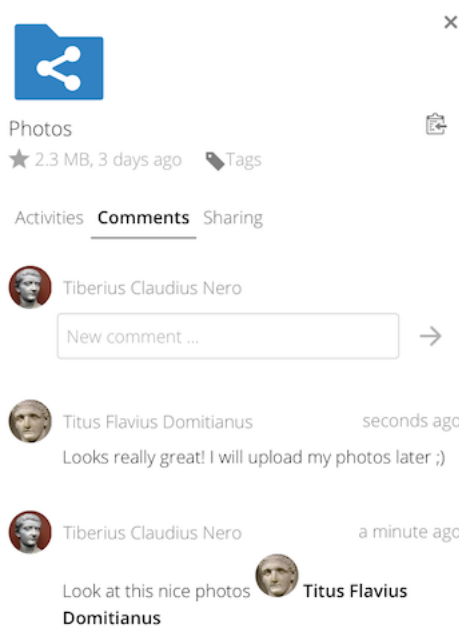 Photos
2.3 MB, 3 days ago Tags
Activities Comments Sharing
Tiberius Claudius Nero
New comment ...
Titus Flavius Domitianus seconds ago
Looks really great! I will upload my photos later ;)
Tiberius Claudius Nero a minute ago
Look at this nice photos Titus Flavius
Domitianus